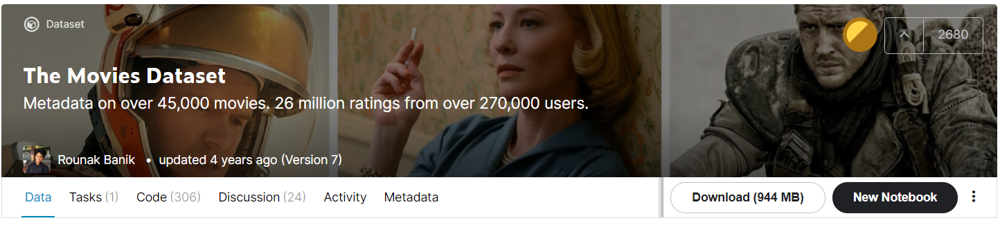 Dataset
2680
The Movies Dataset
Metadata on over 45,000 movies. 26 million ratings from over 270,000 users.
Rounak Banik • updated 4 years ago (Version 7)
Data Tasks (1) Code (306) Discussion (24) Activity Metadata Download (944 MB) New Notebook